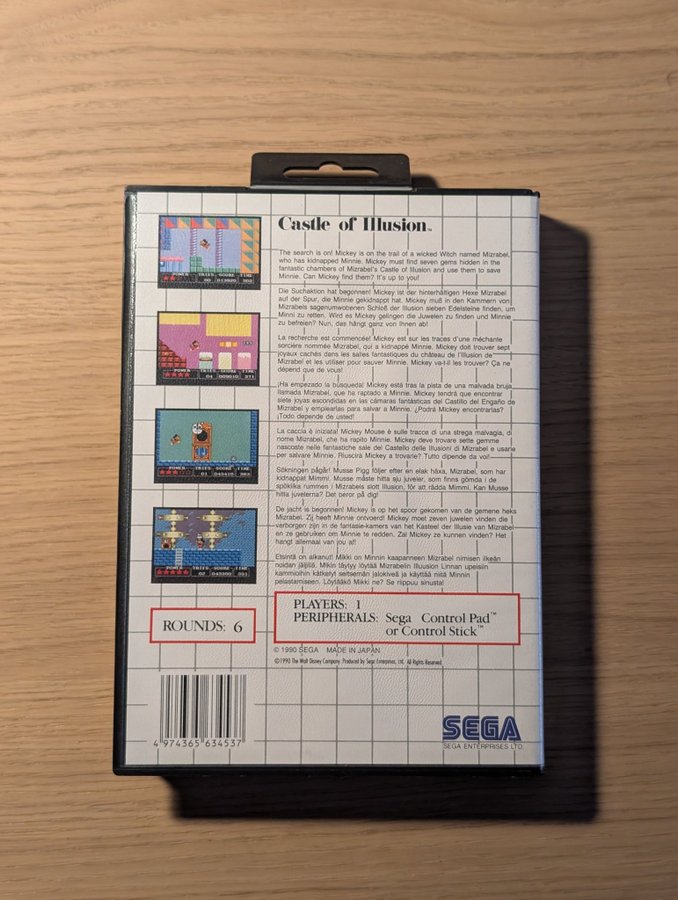 Castle of Illusion™
The search is on! Mickey is on the trail of a wicked Witch named Mizrabel,
who has kidnapped Minnie. Mickey must find seven gems hidden in the
fantastic chambers of Mizrabel's Castle of Illusion and use them to save
Minnie. Can Mickey find them? It's up to you!
Die Suchaktion hat begonnen! Mickey ist der hinterhältigen Hexe Mizrabel
auf der Spur, die Minnie gekidnappt hat. Mickey muß in den Kammern von
Mizrabels sagenumwobenen Schloß der Illusion sieben Edelsteine finden, um
Minni zu retten. Wird es Mickey gelingen die Juwelen zu finden und Minnie
zu befreien? Nun, das hängt ganz von Ihnen ab!
La recherche est commencée! Mickey est sur les traces d'une méchante
sorcière nommée Mizrabel, qui a kidnappé Minnie. Mickey doit trouver sept
joyaux cachés dans les salles fantastiques du château de l'Illusion de
Mizrabel et les utiliser pour sauver Minnie. Mickey va-t-il les trouver? Ça ne
dépend que de vous!
¡Ha empezado la búsqueda! Mickey está tras la pista de una malvada bruja
llamada Mizrabel, que ha raptado a Minnie. Mickey tendrá que encontrar
siete joyas escondidas en las cámaras fantásticas del Castillo del Engaño de
Mizrabel y emplearlas para salvar a Minnie. ¿Podrá Mickey encontrarlas?
¡Todo depende de usted!
La caccia è iniziata! Mickey Mouse è sulle tracce di una strega malvagia, di
nome Mizrabel, che ha rapito Minnie. Mickey deve trovare sette gemme
nascoste nelle fantastiche sale del Castello delle Illusioni di Mizrabel e usarle
per salvare Minnie. Riuscirà Mickey a trovarle? Tutto dipende da voi!
Sökningen pågår! Musse Pigg följer efter en elak häxa, Mizrabel, som har
kidnappat Mimmi. Musse måste hitta sju juveler, som finns gömda i de
spöklika rummen i Mizrabels slott Illusion, för att rädda Mimmi. Kan Musse
hitta juvelerna? Det beror på dig!
De jacht is begonnen! Mickey is op het spoor gekomen van de gemene heks
Mizrabel. Zij heeft Minnie ontvoerd! Mickey moet zeven juwelen vinden die
verborgen zijn in de fantasie-kamers van het Kasteel der Illusie van Mizrabel
en ze gebruiken om Minnie te redden. Zal Mickey ze kunnen vinden? Het
hangt allemaal van jou af!
Etsintä on alkanut! Mikki on Minnin kaapanneen Mizrabel nimisen ilkeän
noidan jäljillä. Mikin täytyy löytää Mizrabelin Illusion Linnan upeisiin
kammioihin kätketyt seitsemän jalokiveä ja käyttää niitä Minnin
pelastamiseen. Löytääkö Mikki ne? Se riippuu sinusta!
ROUNDS: 6
PLAYERS: 1
PERIPHERALS: Sega Control Pad™
or Control Stick™
© 1990 SEGA MADE IN JAPAN
©1990 The Walt Disney Company. Produced by Sega Enterprises, Ltd. All Rights Reserved.
4 974365 634537
SEGA
SEGA ENTERPRISES LTD.